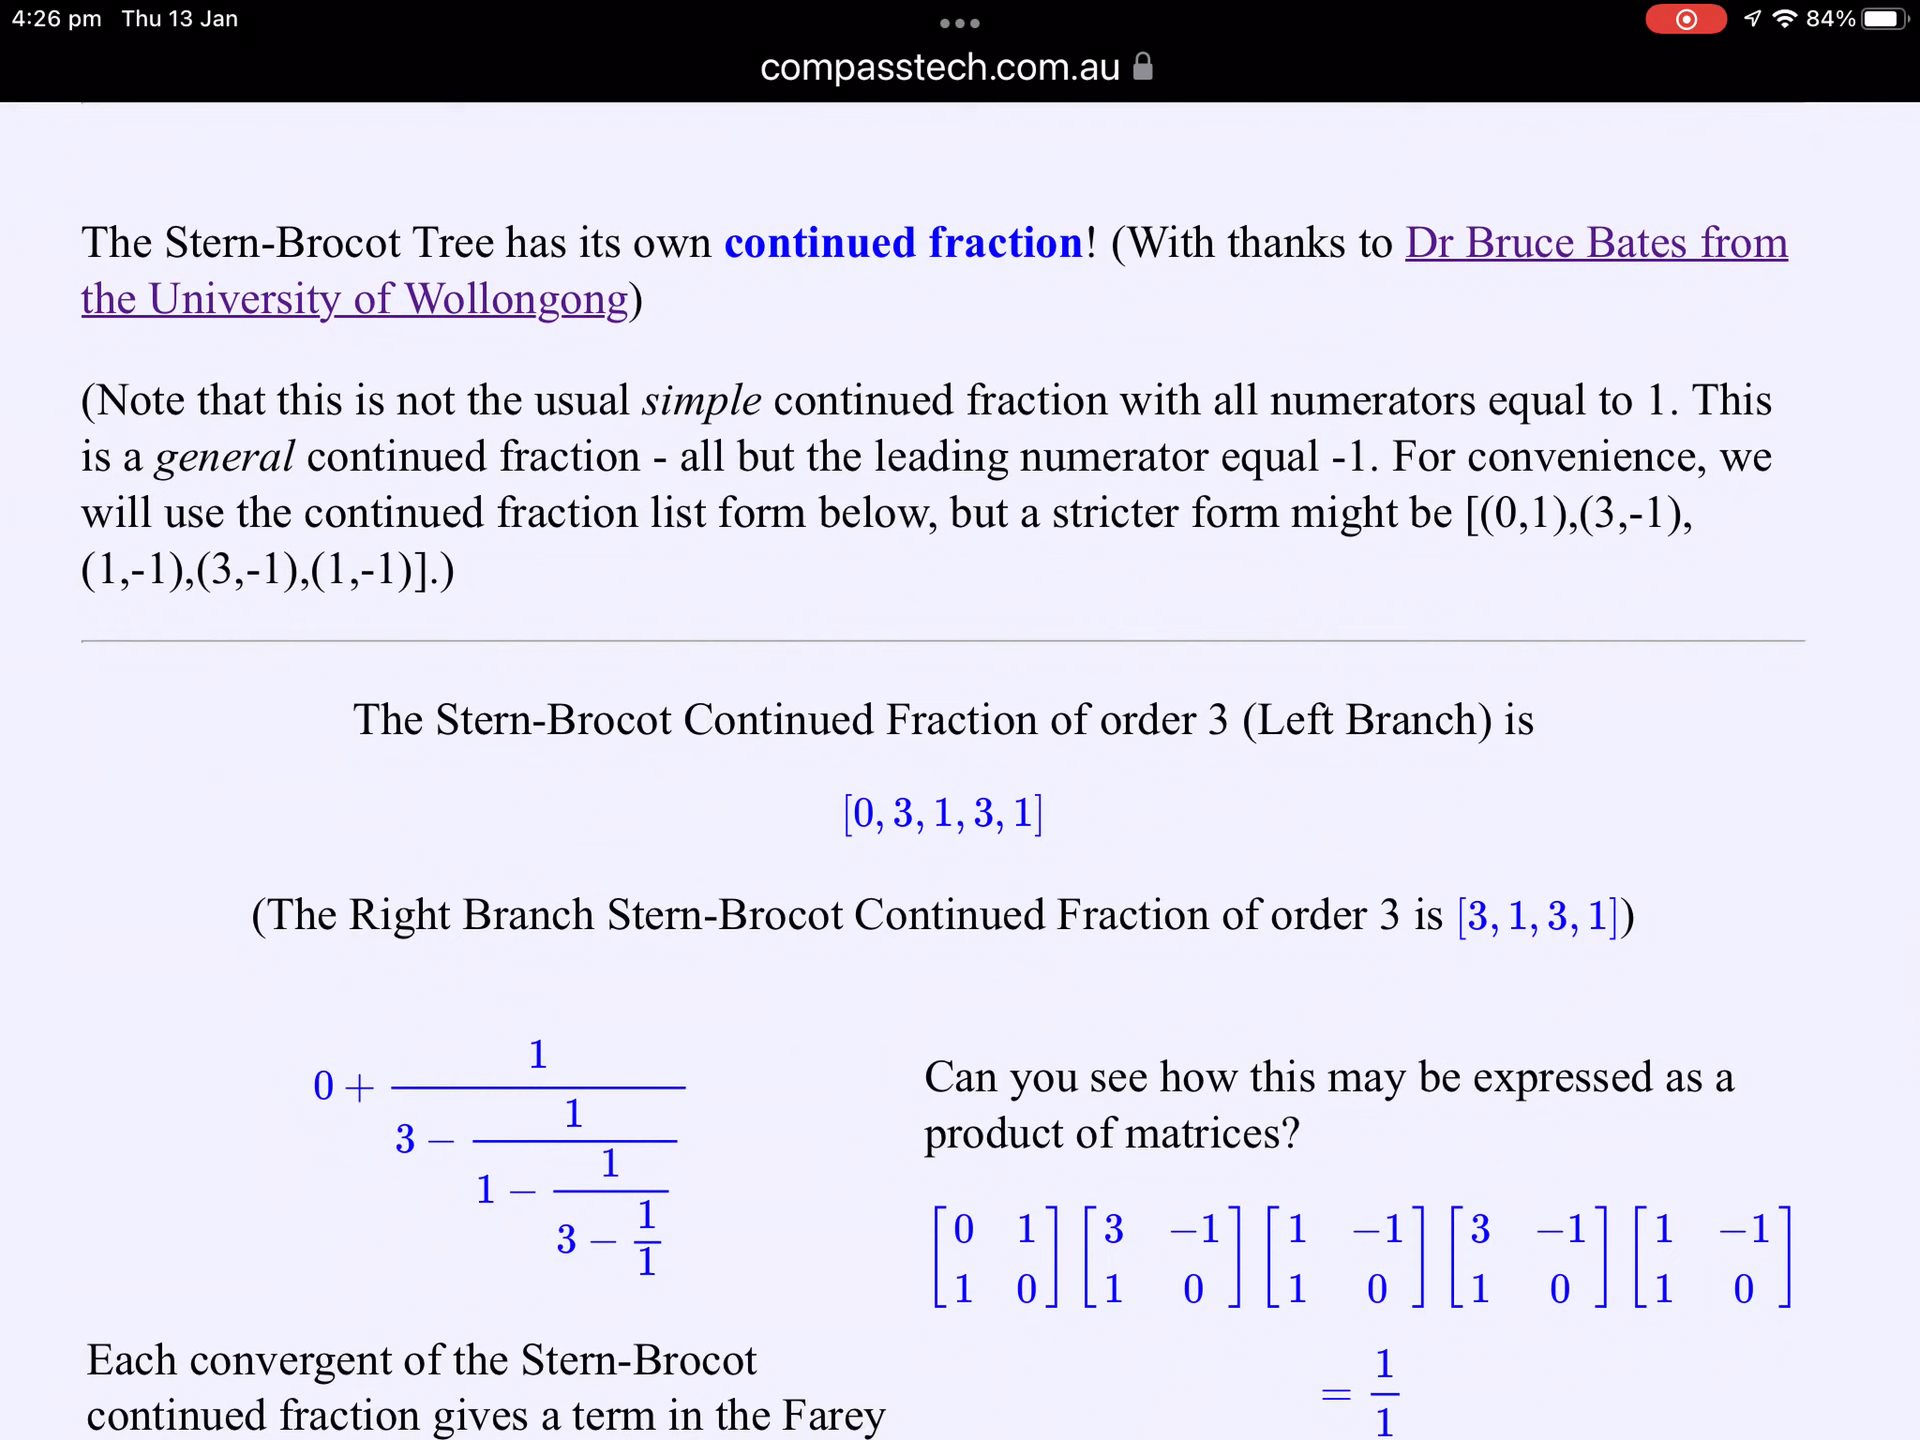 4:26 pm Thu 13 Jan
84%
compasstech.com.au
The Stern-Brocot Tree has its own continued fraction! (With thanks to Dr Bruce Bates from
the University of Wollongong)
(Note that this is not the usual simple continued fraction with all numerators equal to 1. This
is a general continued fraction - all but the leading numerator equal -1. For convenience, we
will use the continued fraction list form below, but a stricter form might be [(0,1),(3,-1),
(1,-1),(3,-1),(1,-1)].)
The Stern-Brocot Continued Fraction of order 3 (Left Branch) is
[0, 3, 1, 3, 1]
(The Right Branch Stern-Brocot Continued Fraction of order 3 is [3, 1, 3, 1])
1
0 +
1
3 −
1
1 −
1
3 −
1
Each convergent of the Stern-Brocot
continued fraction gives a term in the Farey
Can you see how this may be expressed as a
product of matrices?
[0 1] [3 −1] [1 −1] [3 −1] [1 −1]
[1 0] [1 0] [1 0] [1 0] [1 0]
1
=
1